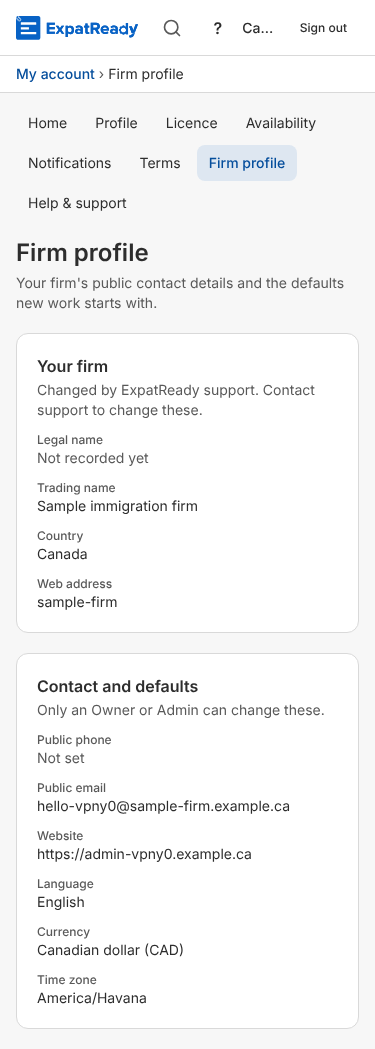 ExpatReady
?
Ca...
Sign out
My account › Firm profile
Home
Profile
Licence
Availability
Notifications
Terms
Firm profile
Help & support
Firm profile
Your firm's public contact details and the defaults
new work starts with.
Your firm
Changed by ExpatReady support. Contact
support to change these.
Legal name
Not recorded yet
Trading name
Sample immigration firm
Country
Canada
Web address
sample-firm
Contact and defaults
Only an Owner or Admin can change these.
Public phone
Not set
Public email
hello-vpny0@sample-firm.example.ca
Website
https://admin-vpny0.example.ca
Language
English
Currency
Canadian dollar (CAD)
Time zone
America/Havana